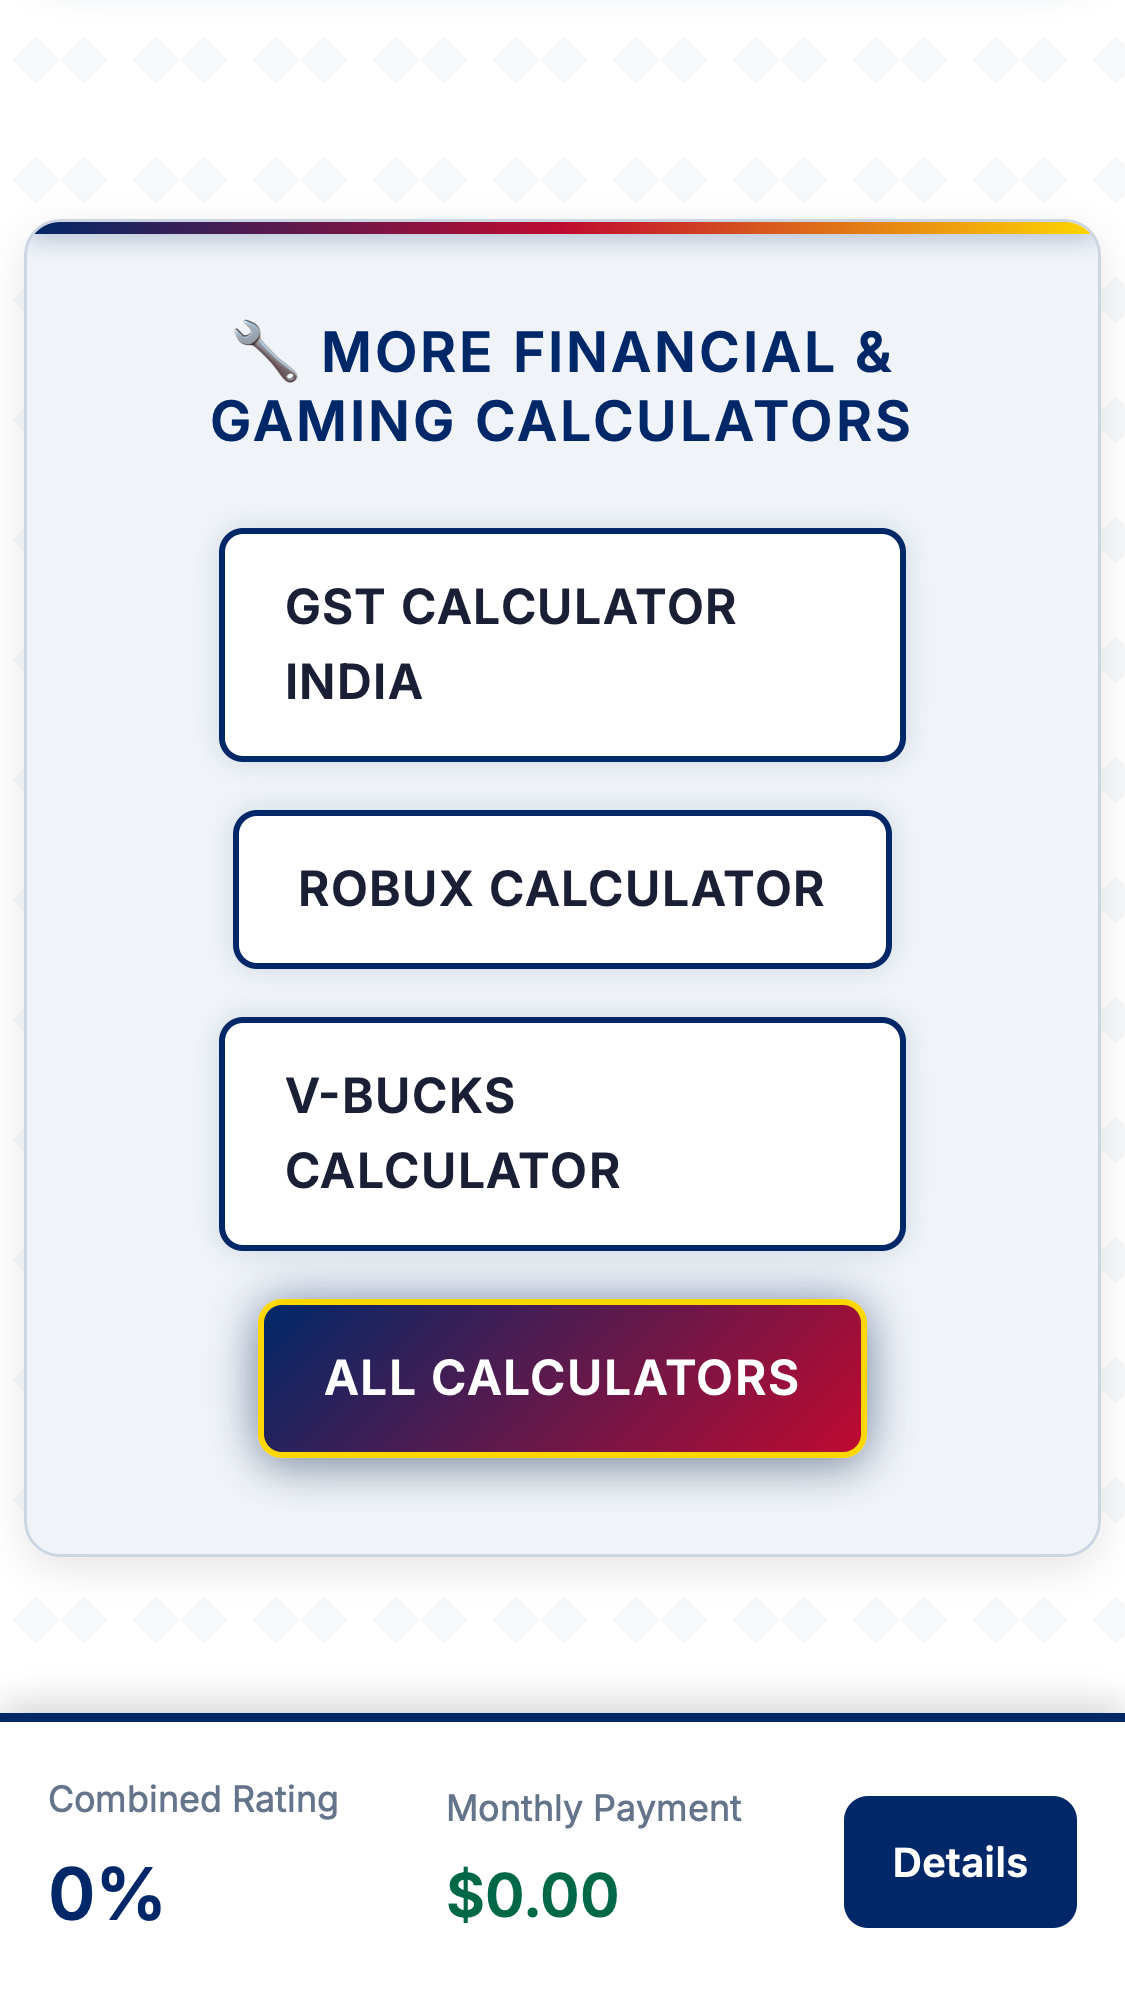 🔧 MORE FINANCIAL &
GAMING CALCULATORS
GST CALCULATOR
INDIA
ROBUX CALCULATOR
V-BUCKS
CALCULATOR
ALL CALCULATORS
Combined Rating
0%
Monthly Payment
$0.00
Details